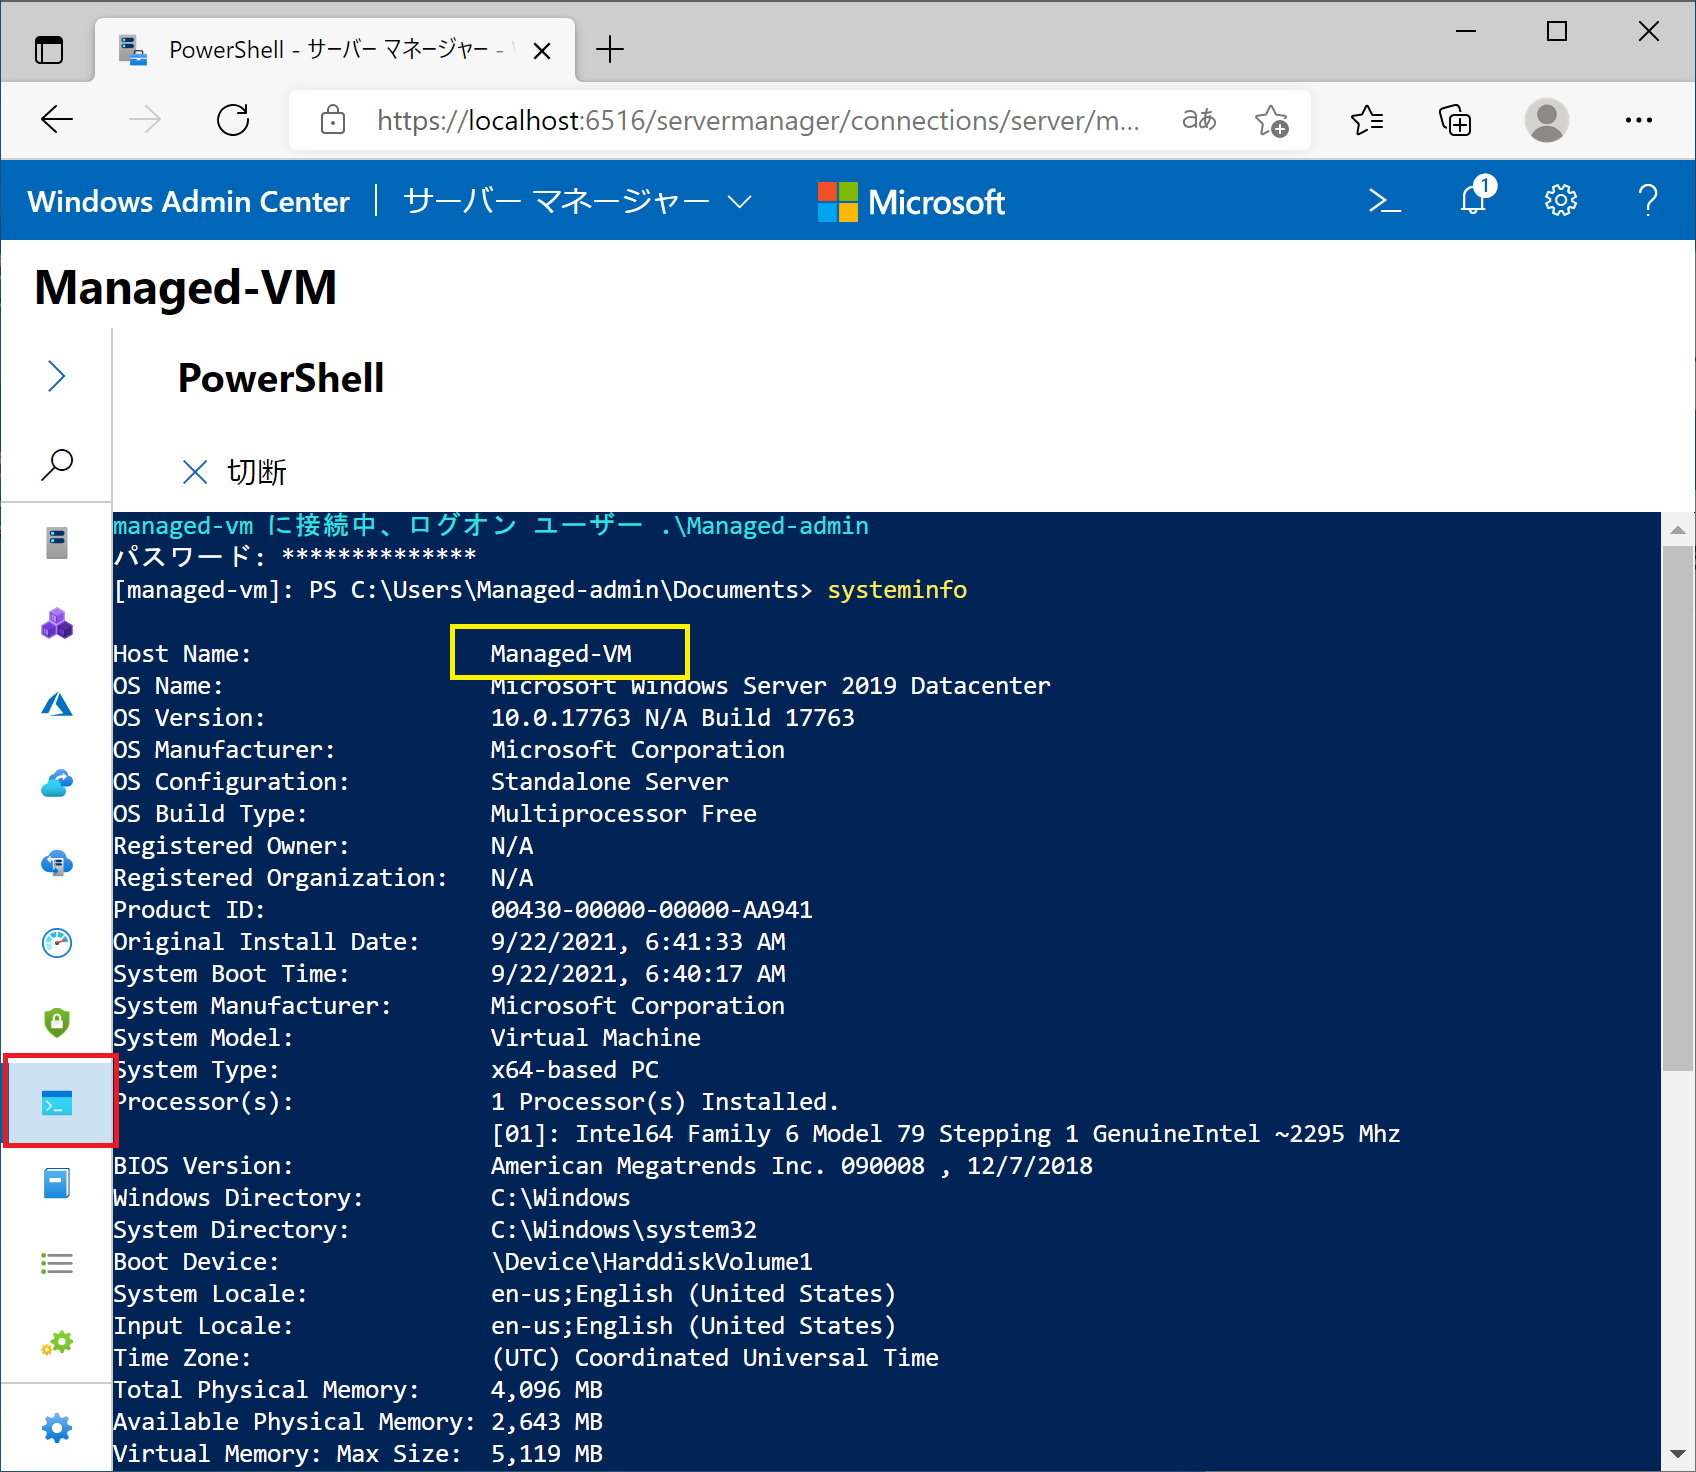 PowerShell - サーバー マネージャー -
https://localhost:6516/servermanager/connections/server/m...
aあ
Windows Admin Center
サーバー マネージャー
Microsoft
1
Managed-VM
PowerShell
切断
managed-vm に接続中、ログオン ユーザー .\Managed-admin
パスワード: **************
[managed-vm]: PS C:\Users\Managed-admin\Documents> systeminfo
Host Name: Managed-VM
OS Name: Microsoft Windows Server 2019 Datacenter
OS Version: 10.0.17763 N/A Build 17763
OS Manufacturer: Microsoft Corporation
OS Configuration: Standalone Server
OS Build Type: Multiprocessor Free
Registered Owner: N/A
Registered Organization: N/A
Product ID: 00430-00000-00000-AA941
Original Install Date: 9/22/2021, 6:41:33 AM
System Boot Time: 9/22/2021, 6:40:17 AM
System Manufacturer: Microsoft Corporation
System Model: Virtual Machine
System Type: x64-based PC
Processor(s): 1 Processor(s) Installed.
[01]: Intel64 Family 6 Model 79 Stepping 1 GenuineIntel ~2295 Mhz
BIOS Version: American Megatrends Inc. 090008 , 12/7/2018
Windows Directory: C:\Windows
System Directory: C:\Windows\system32
Boot Device: \Device\HarddiskVolume1
System Locale: en-us;English (United States)
Input Locale: en-us;English (United States)
Time Zone: (UTC) Coordinated Universal Time
Total Physical Memory: 4,096 MB
Available Physical Memory: 2,643 MB
Virtual Memory: Max Size: 5,119 MB